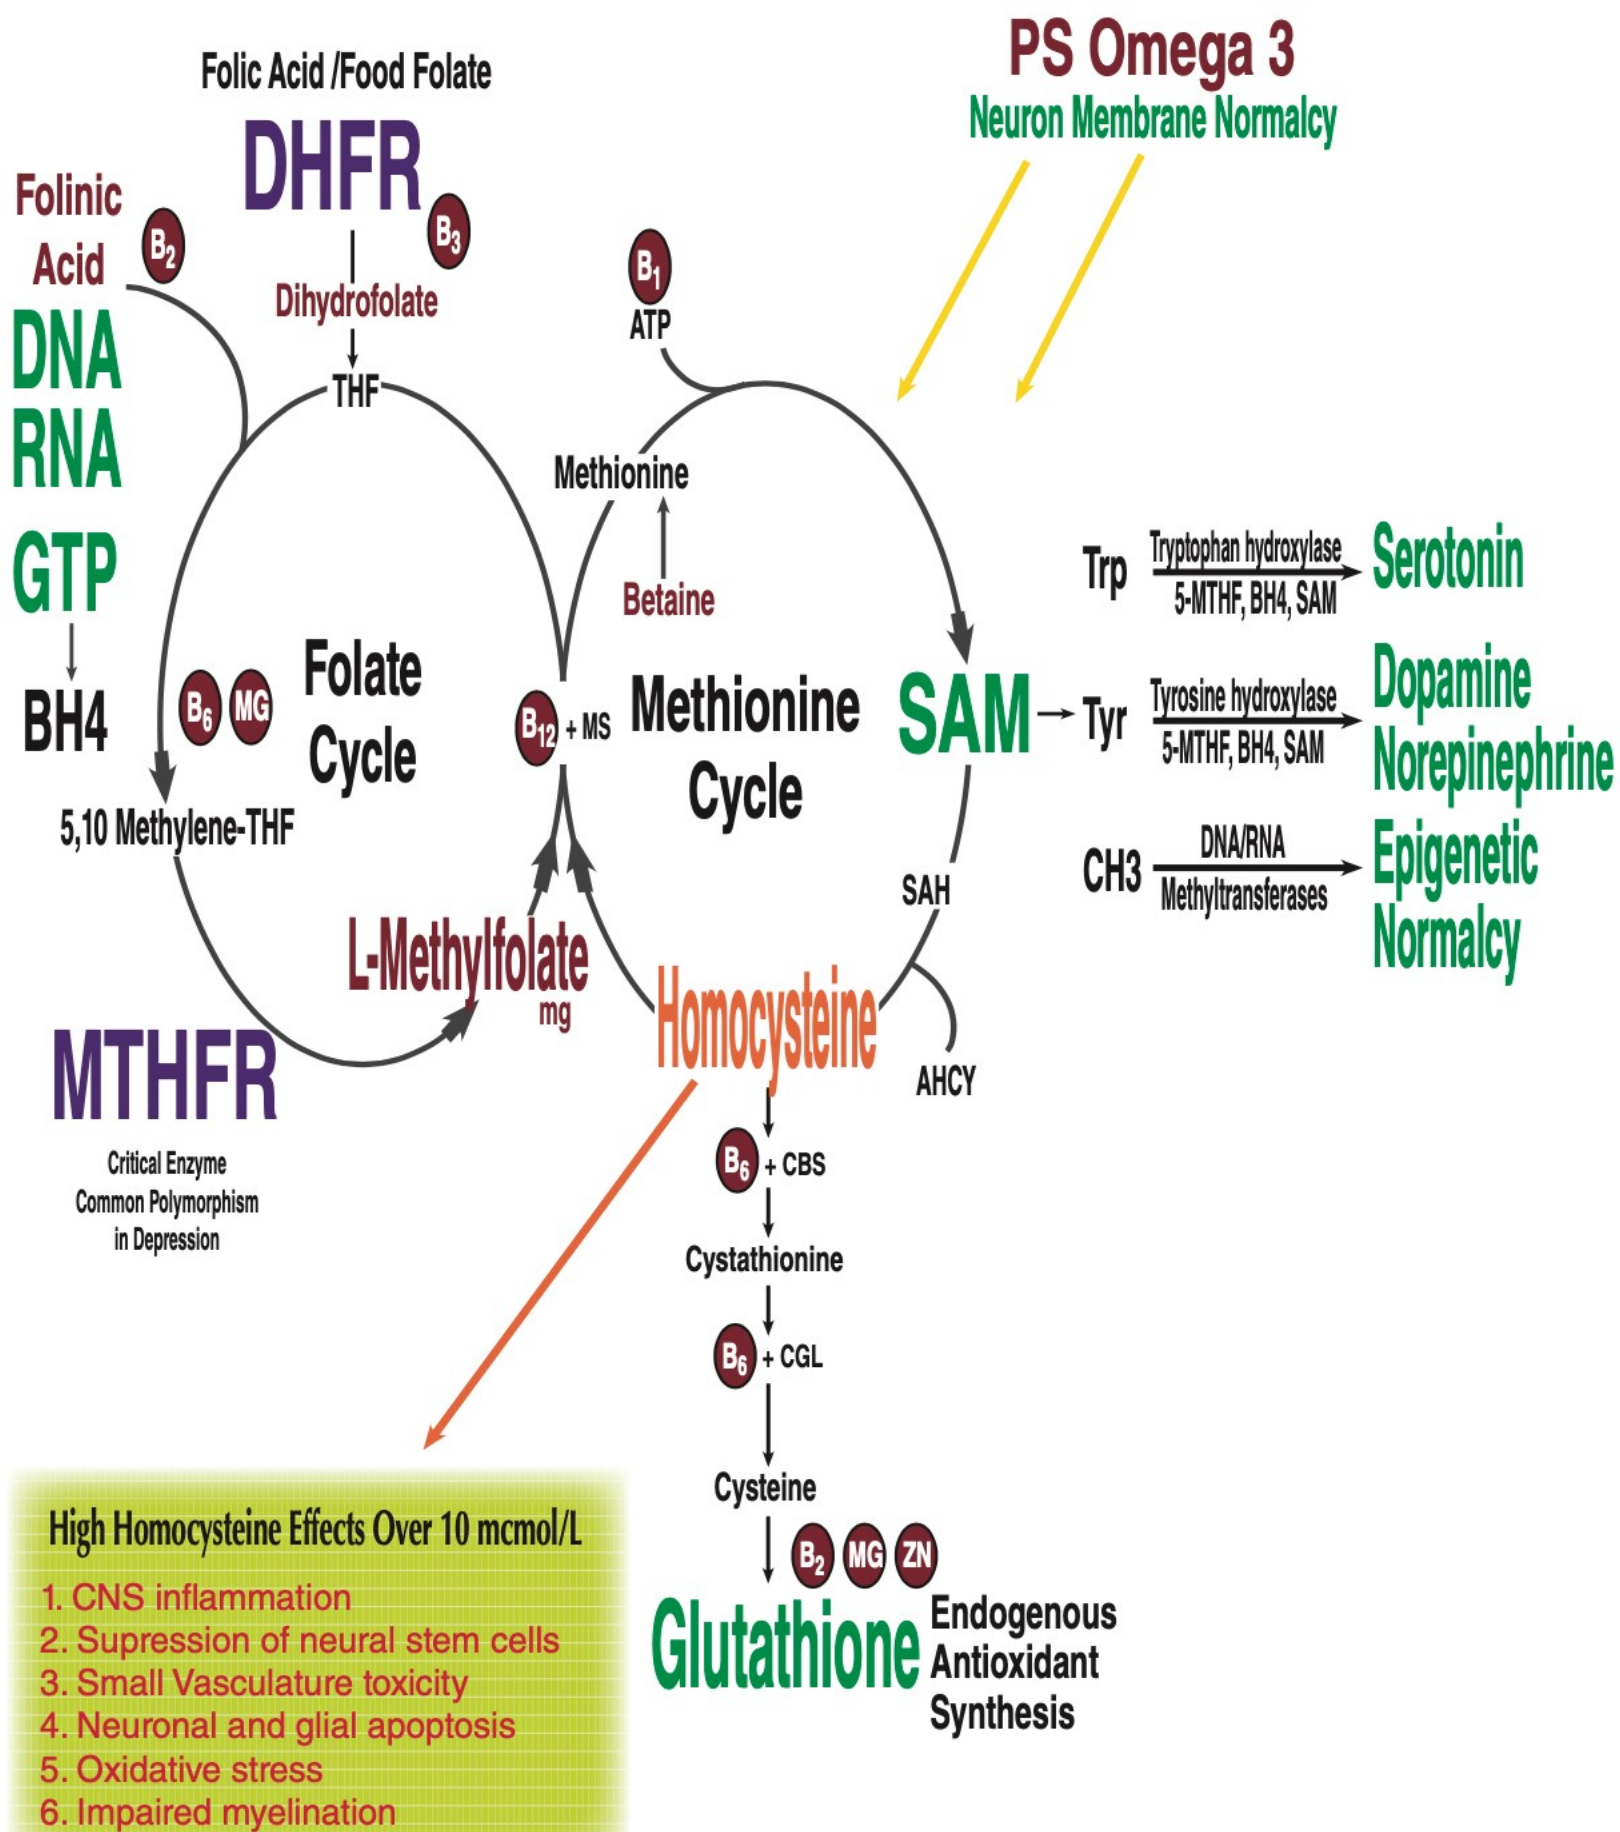 PS Omega 3
Neuron Membrane Normalcy
Folic Acid /Food Folate
DHFR
B3
Folinic
Acid
B2
DNA
RNA
GTP
BH4
Dihydrofolate
THF
B1
ATP
Methionine
Betaine
B6
MG
Folate
Cycle
B12 + MS
Methionine
Cycle
SAM
Trp
Tryptophan hydroxylase
5-MTHF, BH4, SAM
Serotonin
Tyr
Tyrosine hydroxylase
5-MTHF, BH4, SAM
Dopamine
Norepinephrine
CH3
DNA/RNA
Methyltransferases
Epigenetic
Normalcy
5,10 Methylene-THF
L-Methylfolate
mg
SAH
Homocysteine
AHCY
MTHFR
Critical Enzyme
Common Polymorphism
in Depression
B6 + CBS
Cystathionine
B6 + CGL
Cysteine
B2 MG ZN
Glutathione
Endogenous
Antioxidant
Synthesis
High Homocysteine Effects Over 10 mcmol/L
1. CNS inflammation
2. Supression of neural stem cells
3. Small Vasculature toxicity
4. Neuronal and glial apoptosis
5. Oxidative stress
6. Impaired myelination